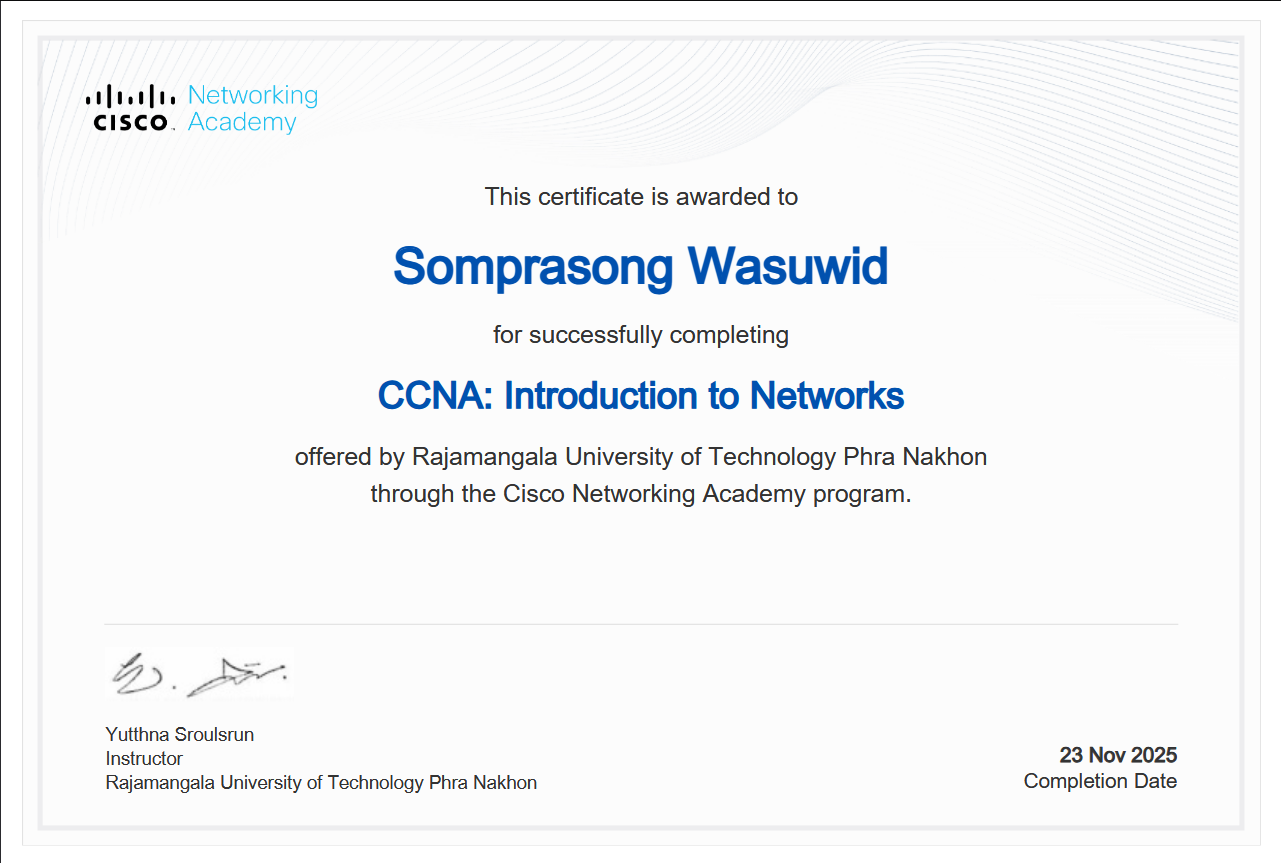 CISCO™ Networking
Academy
This certificate is awarded to
Somprasong Wasuwid
for successfully completing
CCNA: Introduction to Networks
offered by Rajamangala University of Technology Phra Nakhon
through the Cisco Networking Academy program.
Yutthna Sroulsrun
Instructor
Rajamangala University of Technology Phra Nakhon
23 Nov 2025
Completion Date